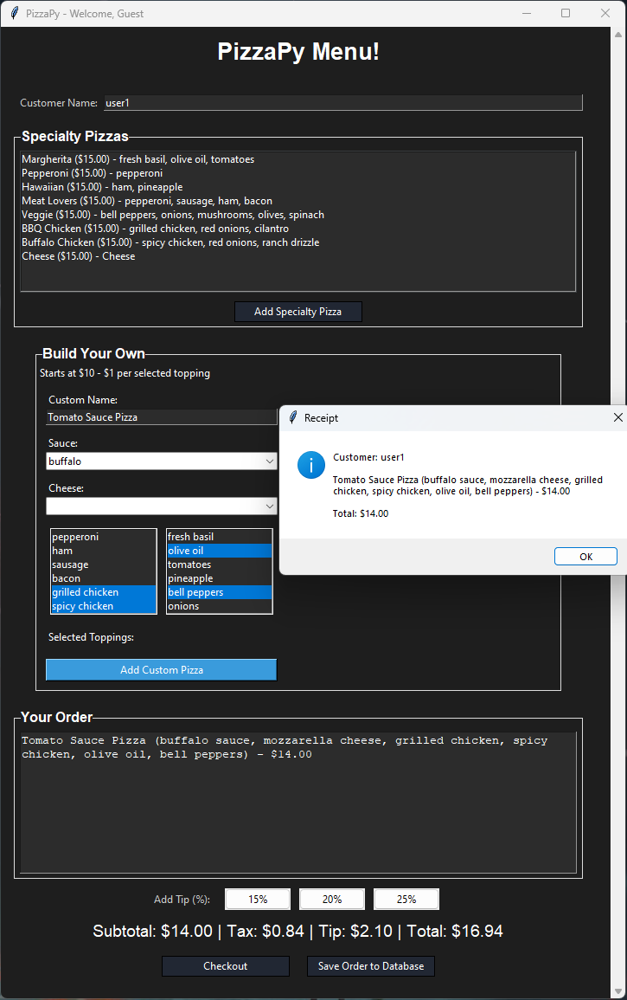 PizzaPy - Welcome, Guest
PizzaPy Menu!
Customer Name: user1
Specialty Pizzas
Margherita ($15.00) - fresh basil, olive oil, tomatoes
Pepperoni ($15.00) - pepperoni
Hawaiian ($15.00) - ham, pineapple
Meat Lovers ($15.00) - pepperoni, sausage, ham, bacon
Veggie ($15.00) - bell peppers, onions, mushrooms, olives, spinach
BBQ Chicken ($15.00) - grilled chicken, red onions, cilantro
Buffalo Chicken ($15.00) - spicy chicken, red onions, ranch drizzle
Cheese ($15.00) - Cheese
Add Specialty Pizza
Build Your Own
Starts at $10 - $1 per selected topping
Custom Name:
Tomato Sauce Pizza
Sauce:
buffalo
Cheese:
pepperoni
ham
sausage
bacon
grilled chicken
spicy chicken
fresh basil
olive oil
tomatoes
pineapple
bell peppers
onions
Selected Toppings:
Add Custom Pizza
Receipt
Customer: user1
Tomato Sauce Pizza (buffalo sauce, mozzarella cheese, grilled
chicken, spicy chicken, olive oil, bell peppers) - $14.00
Total: $14.00
OK
Your Order
Tomato Sauce Pizza (buffalo sauce, mozzarella cheese, grilled chicken, spicy
chicken, olive oil, bell peppers) - $14.00
Add Tip (%): 15% 20% 25%
Subtotal: $14.00 | Tax: $0.84 | Tip: $2.10 | Total: $16.94
Checkout
Save Order to Database